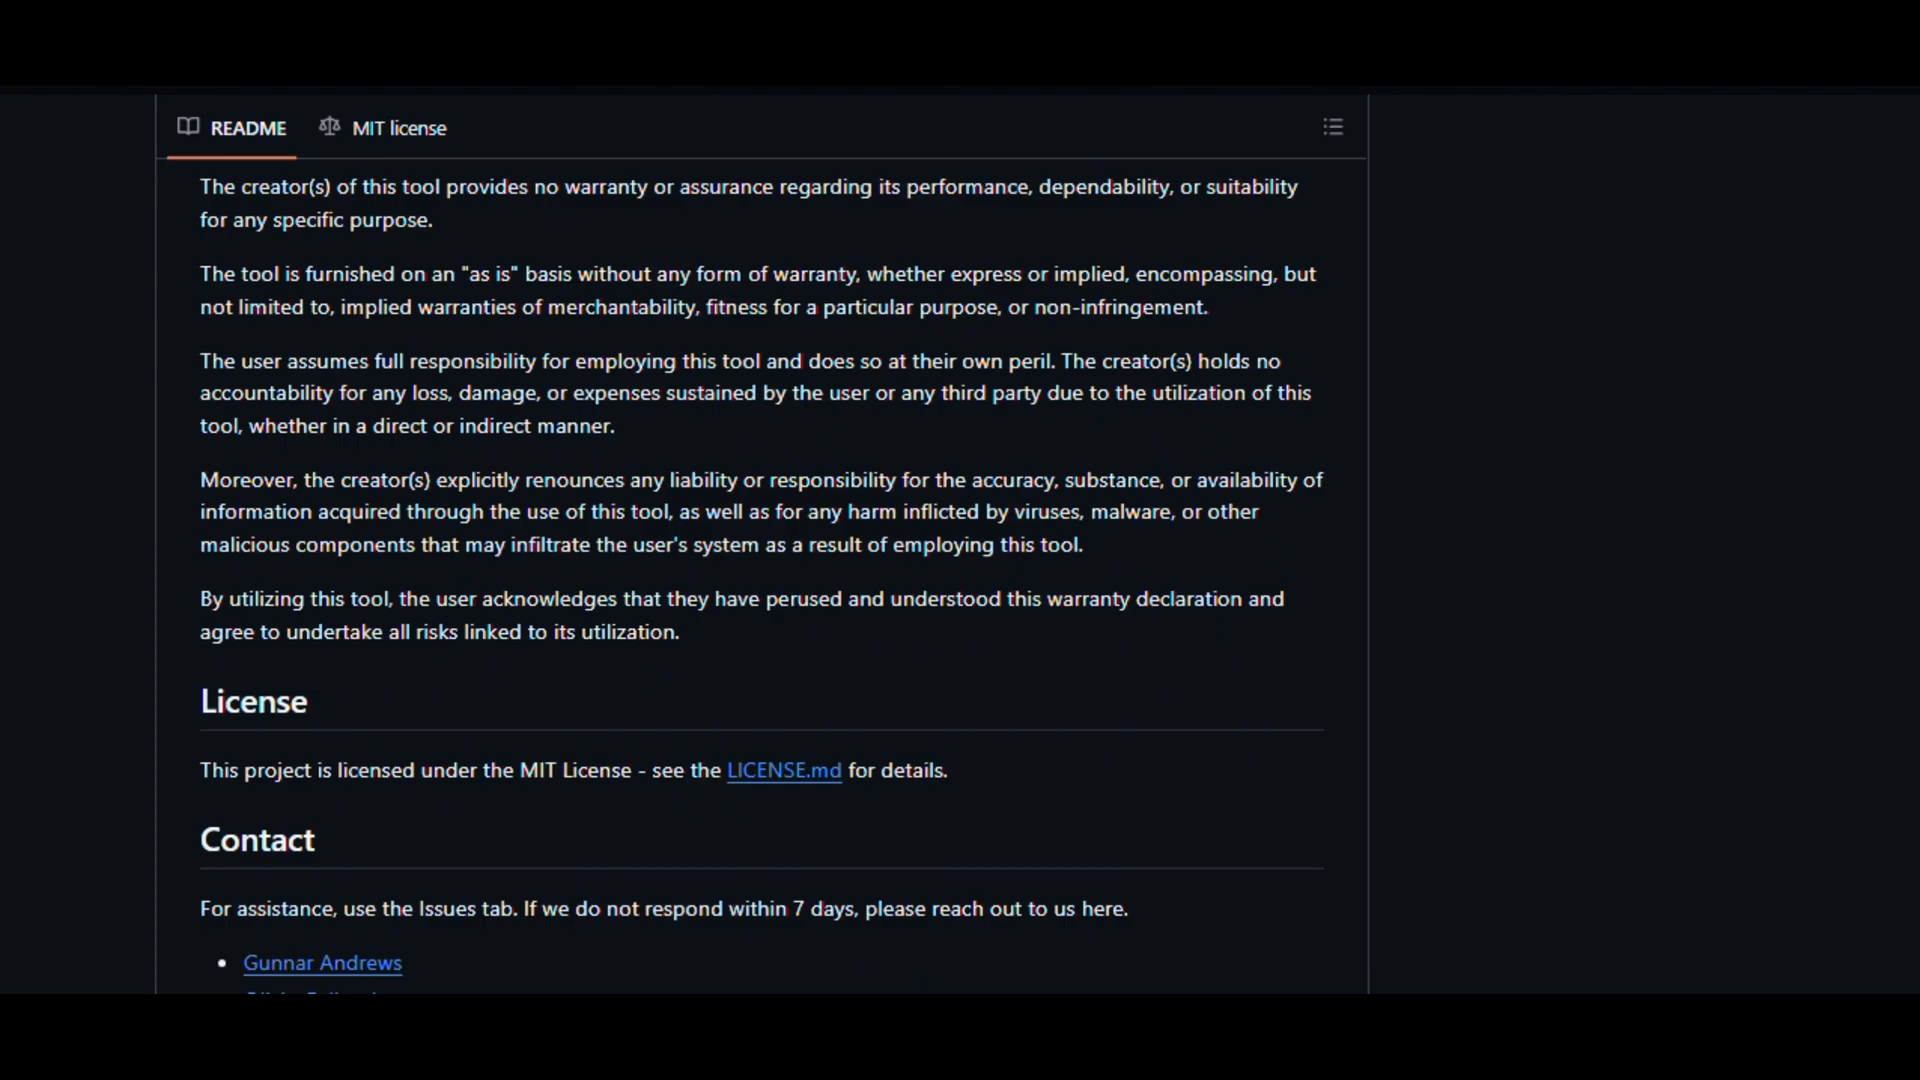 README MIT license
The creator(s) of this tool provides no warranty or assurance regarding its performance, dependability, or suitability
for any specific purpose.
The tool is furnished on an "as is" basis without any form of warranty, whether express or implied, encompassing, but
not limited to, implied warranties of merchantability, fitness for a particular purpose, or non-infringement.
The user assumes full responsibility for employing this tool and does so at their own peril. The creator(s) holds no
accountability for any loss, damage, or expenses sustained by the user or any third party due to the utilization of this
tool, whether in a direct or indirect manner.
Moreover, the creator(s) explicitly renounces any liability or responsibility for the accuracy, substance, or availability of
information acquired through the use of this tool, as well as for any harm inflicted by viruses, malware, or other
malicious components that may infiltrate the user's system as a result of employing this tool.
By utilizing this tool, the user acknowledges that they have perused and understood this warranty declaration and
agree to undertake all risks linked to its utilization.
License
This project is licensed under the MIT License - see the LICENSE.md for details.
Contact
For assistance, use the Issues tab. If we do not respond within 7 days, please reach out to us here.
• Gunnar Andrews